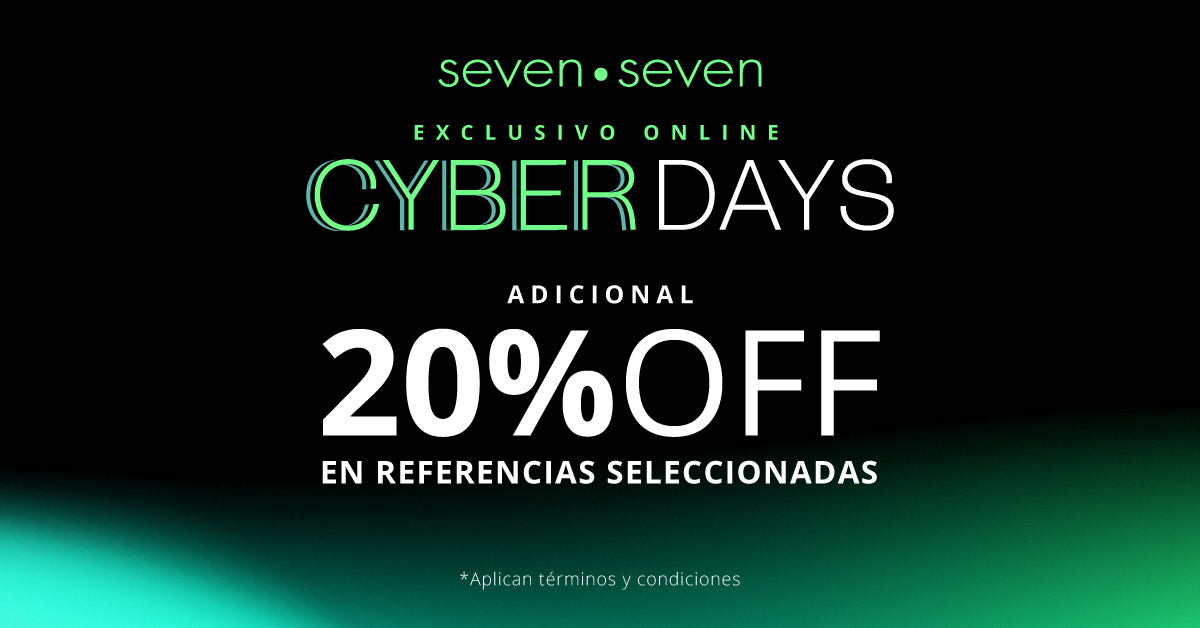 seven•seven
EXCLUSIVO ONLINE
CYBER DAYS
ADICIONAL
20%OFF
EN REFERENCIAS SELECCIONADAS
*Aplican términos y condiciones